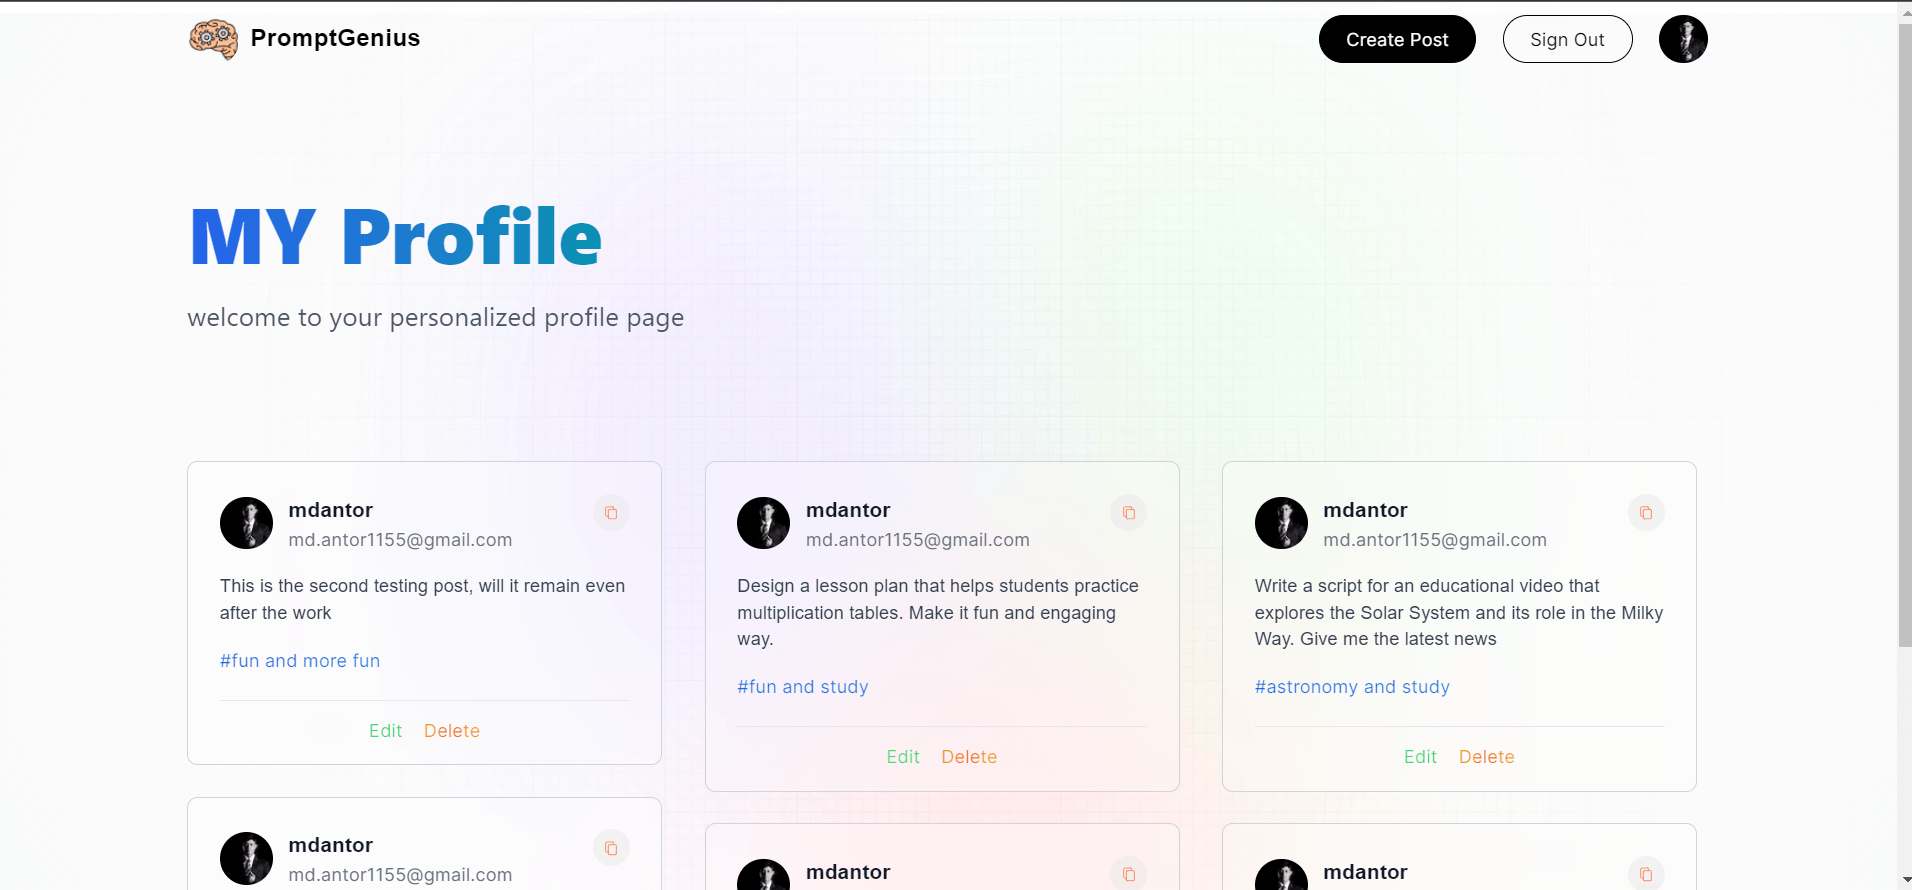 PromptGenius
Create Post
Sign Out
MY Profile
welcome to your personalized profile page
mdantor
md.antor1155@gmail.com
This is the second testing post, will it remain even
after the work
#fun and more fun
Edit Delete
mdantor
md.antor1155@gmail.com
Design a lesson plan that helps students practice
multiplication tables. Make it fun and engaging
way.
#fun and study
Edit Delete
mdantor
md.antor1155@gmail.com
Write a script for an educational video that
explores the Solar System and its role in the Milky
Way. Give me the latest news
#astronomy and study
Edit Delete
mdantor
md.antor1155@gmail.com
mdantor
mdantor